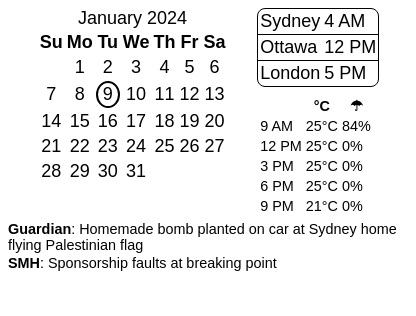 January 2024
Su Mo Tu We Th Fr Sa
1 2 3 4 5 6
7 8 9 10 11 12 13
14 15 16 17 18 19 20
21 22 23 24 25 26 27
28 29 30 31
Sydney 4 AM
Ottawa 12 PM
London 5 PM
°C ☂
9 AM 25°C 84%
12 PM 25°C 0%
3 PM 25°C 0%
6 PM 25°C 0%
9 PM 21°C 0%
Guardian: Homemade bomb planted on car at Sydney home
flying Palestinian flag
SMH: Sponsorship faults at breaking point